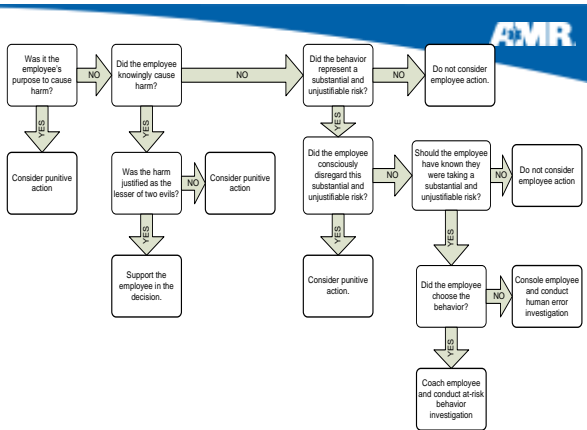 AMR
Was it the
employee's
purpose to cause
harm?
NO
Did the employee
knowingly cause
harm?
NO
Did the behavior
represent a
substantial and
unjustifiable risk?
NO
Do not consider
employee action.
YES
YES
YES
Consider punitive
action
Was the harm
justified as the
lesser of two evils?
NO
Consider punitive
action
Did the employee
consciously
disregard this
substantial and
unjustifiable risk?
NO
Should the employee
have known they
were taking a
substantial and
unjustifiable risk?
NO
Do not consider
employee action
YES
YES
YES
Support the
employee in the
decision.
Consider punitive
action.
Did the employee
choose the
behavior?
NO
Console employee
and conduct
human error
investigation
YES
Coach employee
and conduct at-risk
behavior
investigation